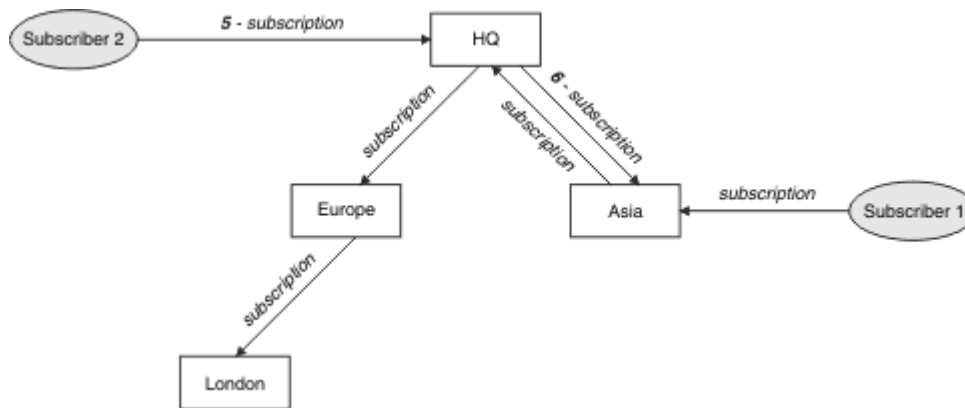 5 - subscription
Subscriber 2
HQ
subscription
6 - subscription
subscription
Europe
Asia
subscription
Subscriber 1
subscription
London